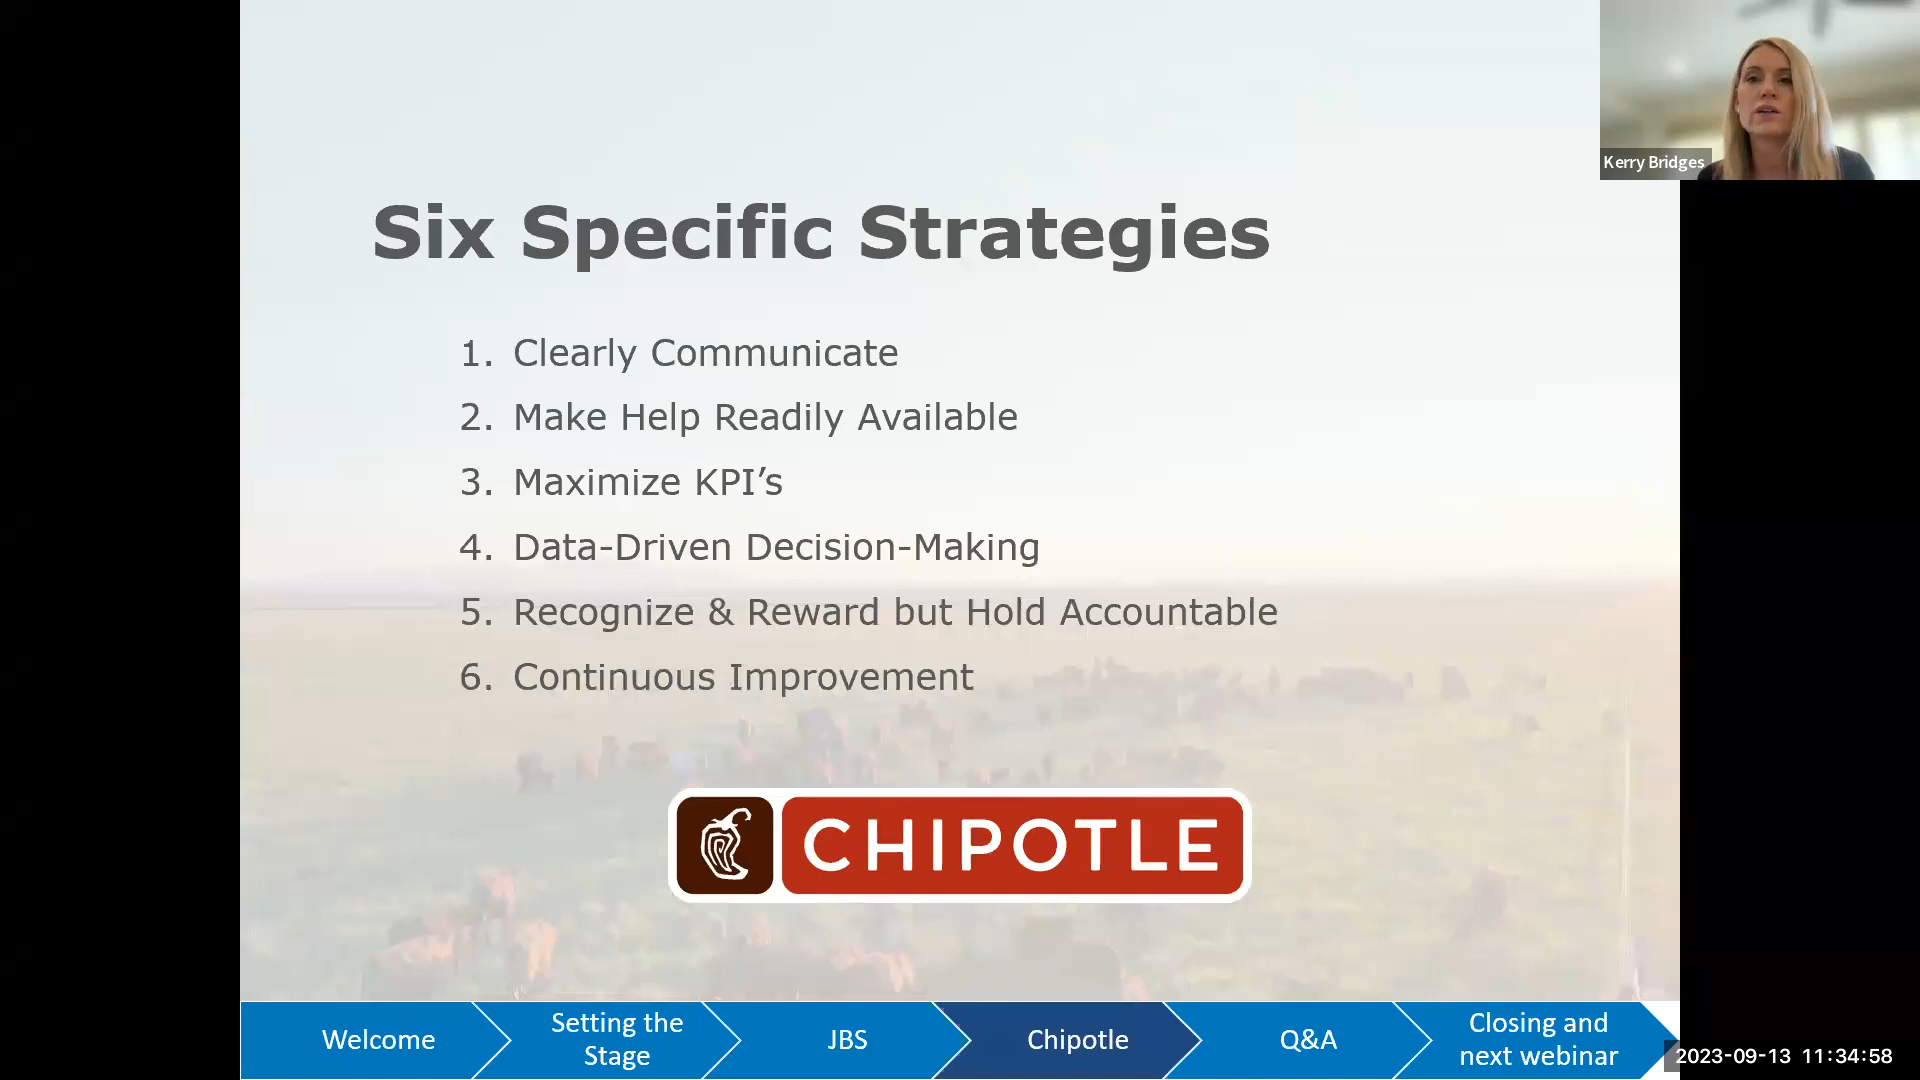 Kerry Bridges
Six Specific Strategies
1. Clearly Communicate
2. Make Help Readily Available
3. Maximize KPI’s
4. Data-Driven Decision-Making
5. Recognize & Reward but Hold Accountable
6. Continuous Improvement
CHIPOTLE
Welcome
Setting the
Stage
JBS
Chipotle
Q&A
Closing and
next webinar
2023-09-13 11:34:58